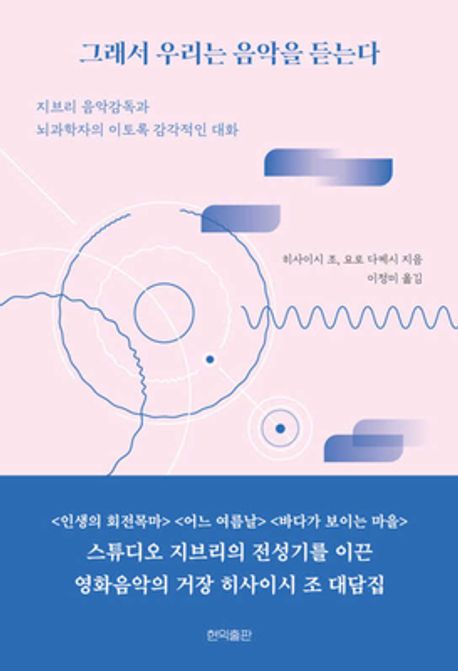 그래서 우리는 음악을 듣는다
지브리 음악감독과
뇌과학자의 이토록 감각적인 대화
히사이시 조, 요로 다케시 지음
이정미 옮김
<인생의 회전목마> <어느 여름날> <바다가 보이는 마을>
스튜디오 지브리의 전성기를 이끈
영화음악의 거장 히사이시 조 대담집
현익출판